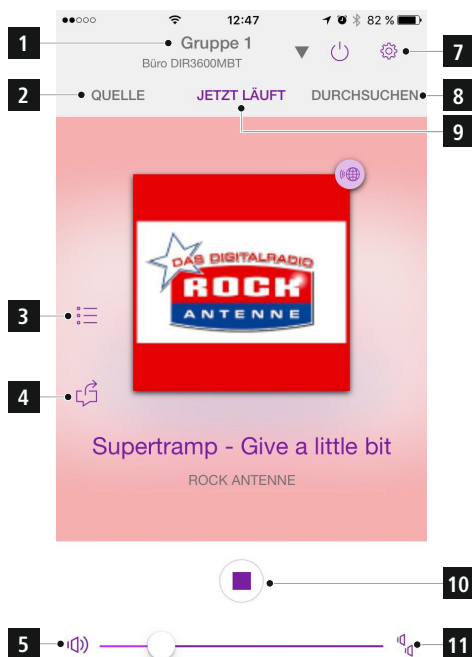 12:47
82 %
1
Gruppe 1
Büro DIR3600MBT
7
2
QUELLE
JETZT LÄUFT
DURCHSUCHEN
8
9
DAS DIGITALRADIO
ROCK
ANTENNE
3
4
Supertramp - Give a little bit
ROCK ANTENNE
10
5
11